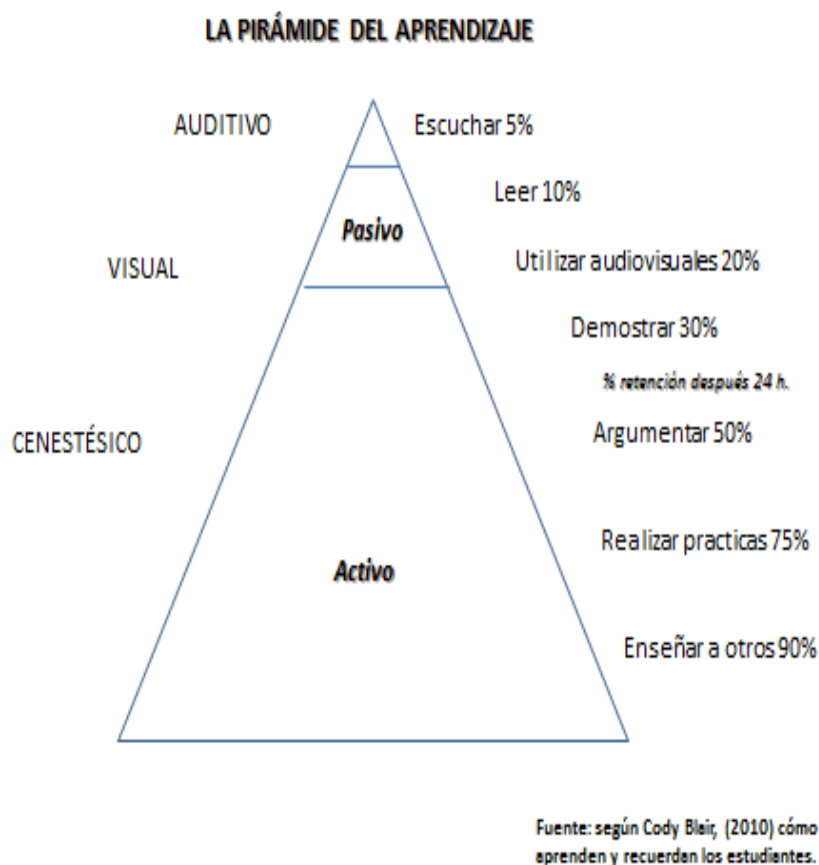 LA PIRÁMIDE DEL APRENDIZAJE
AUDITIVO
Escuchar 5%
Leer 10%
Pasivo
VISUAL
Utilizar audiovisuales 20%
Demostrar 30%
% retención después 24 h.
CENESTÉSICO
Argumentar 50%
Realizar practicas 75%
Activo
Enseñar a otros 90%
Fuente: según Cody Blair, (2010) cómo
aprenden y recuerdan los estudiantes.